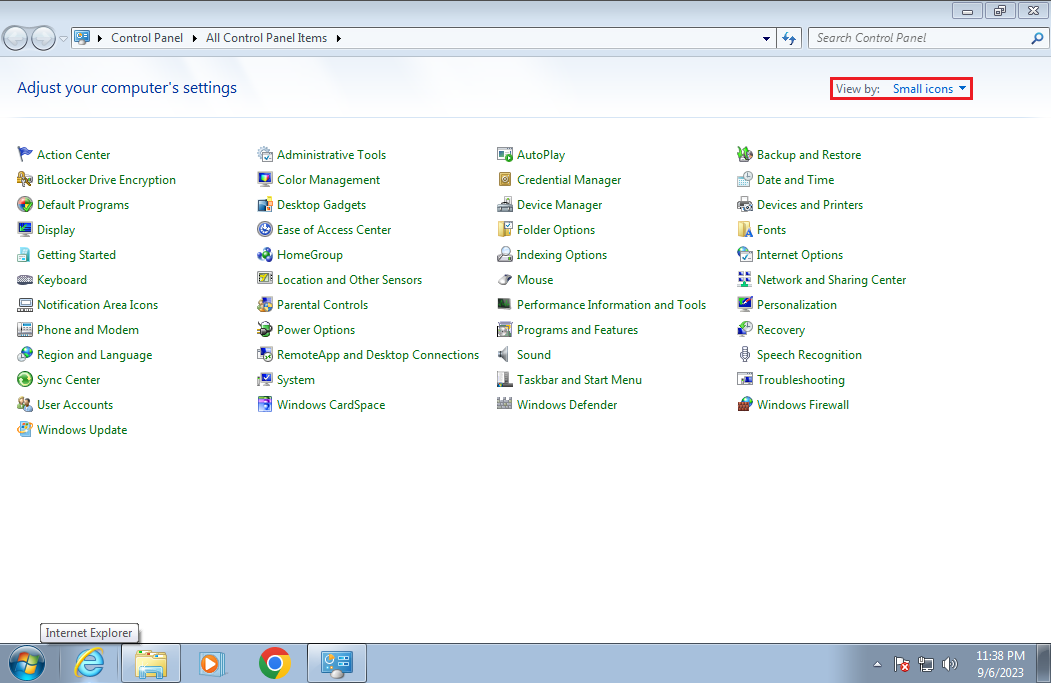 Control Panel All Control Panel Items Search Control Panel
Adjust your computer's settings View by: Small icons
Action Center Administrative Tools AutoPlay Backup and Restore
BitLocker Drive Encryption Color Management Credential Manager Date and Time
Default Programs Desktop Gadgets Device Manager Devices and Printers
Display Ease of Access Center Folder Options Fonts
Getting Started HomeGroup Indexing Options Internet Options
Keyboard Location and Other Sensors Mouse Network and Sharing Center
Notification Area Icons Parental Controls Performance Information and Tools Personalization
Phone and Modem Power Options Programs and Features Recovery
Region and Language RemoteApp and Desktop Connections Sound Speech Recognition
Sync Center System Taskbar and Start Menu Troubleshooting
User Accounts Windows CardSpace Windows Defender Windows Firewall
Windows Update
Internet Explorer
11:38 PM
9/6/2023